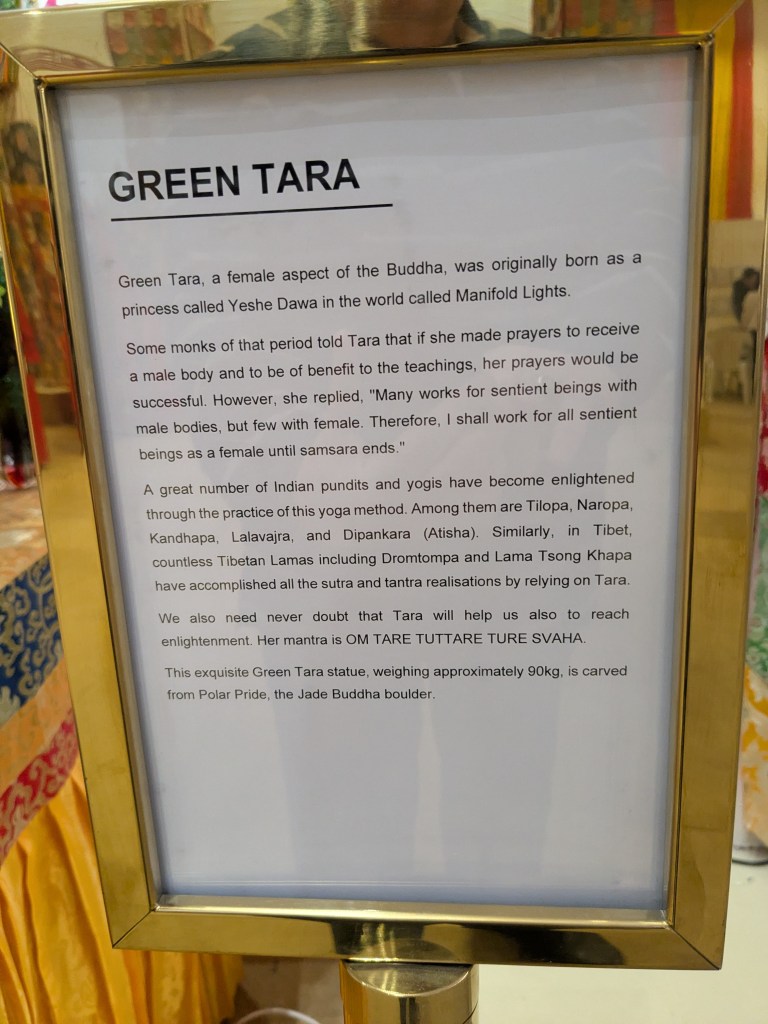 GREEN TARA
Green Tara, a female aspect of the Buddha, was originally born as a
princess called Yeshe Dawa in the world called Manifold Lights.
Some monks of that period told Tara that if she made prayers to receive
a male body and to be of benefit to the teachings, her prayers would be
successful. However, she replied, "Many works for sentient beings with
male bodies, but few with female. Therefore, I shall work for all sentient
beings as a female until samsara ends."
A great number of Indian pundits and yogis have become enlightened
through the practice of this yoga method. Among them are Tilopa, Naropa,
Kandhapa, Lalavajra, and Dipankara (Atisha). Similarly, in Tibet,
countless Tibetan Lamas including Dromtompa and Lama Tsong Khapa
have accomplished all the sutra and tantra realisations by relying on Tara.
We also need never doubt that Tara will help us also to reach
enlightenment. Her mantra is OM TARE TUTTARE TURE SVAHA.
This exquisite Green Tara statue, weighing approximately 90kg, is carved
from Polar Pride, the Jade Buddha boulder.